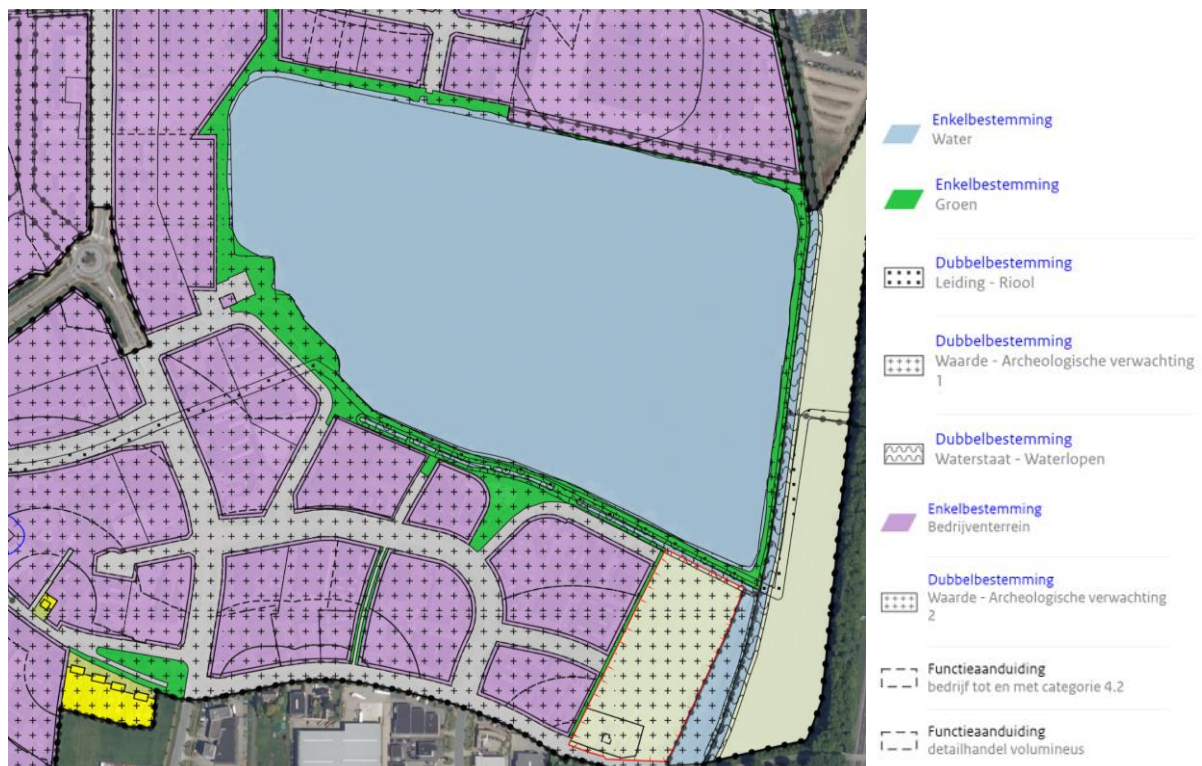 Enkelbestemming
Water
Enkelbestemming
Groen
Dubbelbestemming
Leiding - Riool
Dubbelbestemming
Waarde - Archeologische verwachting
1
Dubbelbestemming
Waterstaat - Waterlopen
Enkelbestemming
Bedrijventerrein
Dubbelbestemming
Waarde - Archeologische verwachting
2
Functieaanduiding
bedrijf tot en met categorie 4.2
Functieaanduiding
detailhandel volumineus